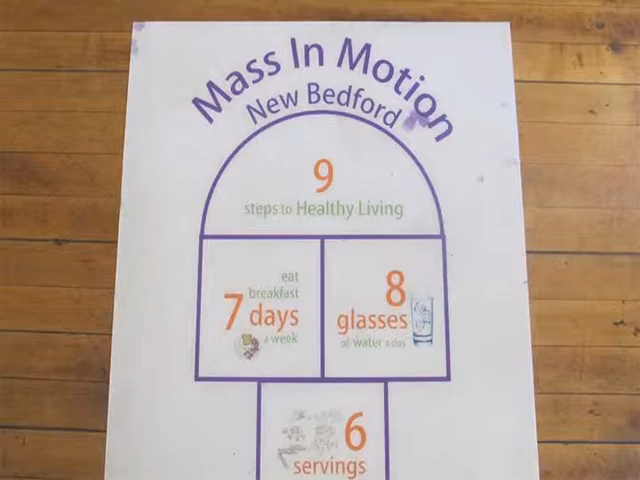 Mass In Motion
New Bedford
9
steps to Healthy Living
eat
breakfast
7 days
a week
8
glasses
of water a day
6
servings